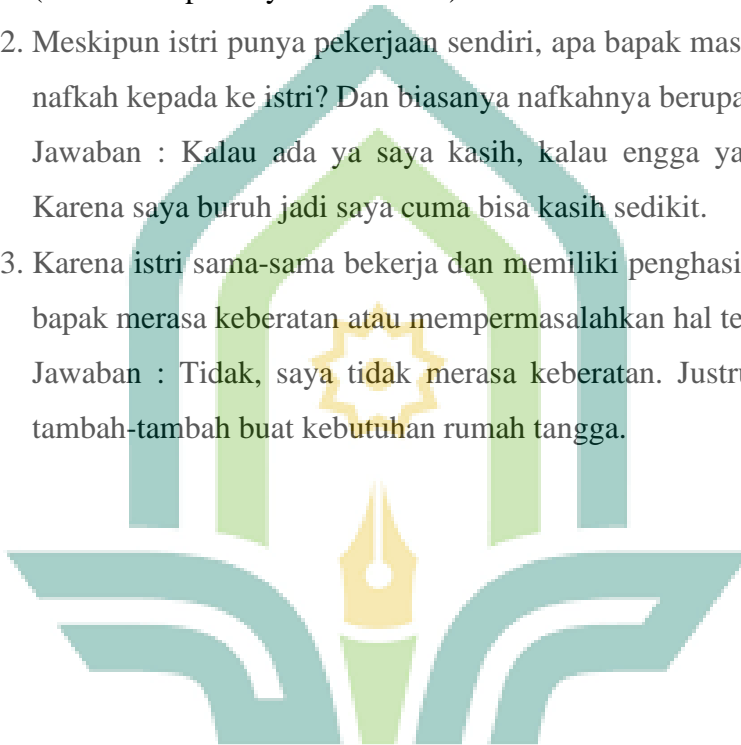 2. Meskipun istri punya pekerjaan sendiri, apa bapak mas
nafkah kepada ke istri? Dan biasanya nafkahnya berupa
Jawaban : Kalau ada ya saya kasih, kalau engga ya
Karena saya buruh jadi saya cuma bisa kasih sedikit.
3. Karena istri sama-sama bekerja dan memiliki penghasi
bapak merasa keberatan atau mempermasalahkan hal te
Jawaban : Tidak, saya tidak merasa keberatan. Justru
tambah-tambah buat kebutuhan rumah tangga.